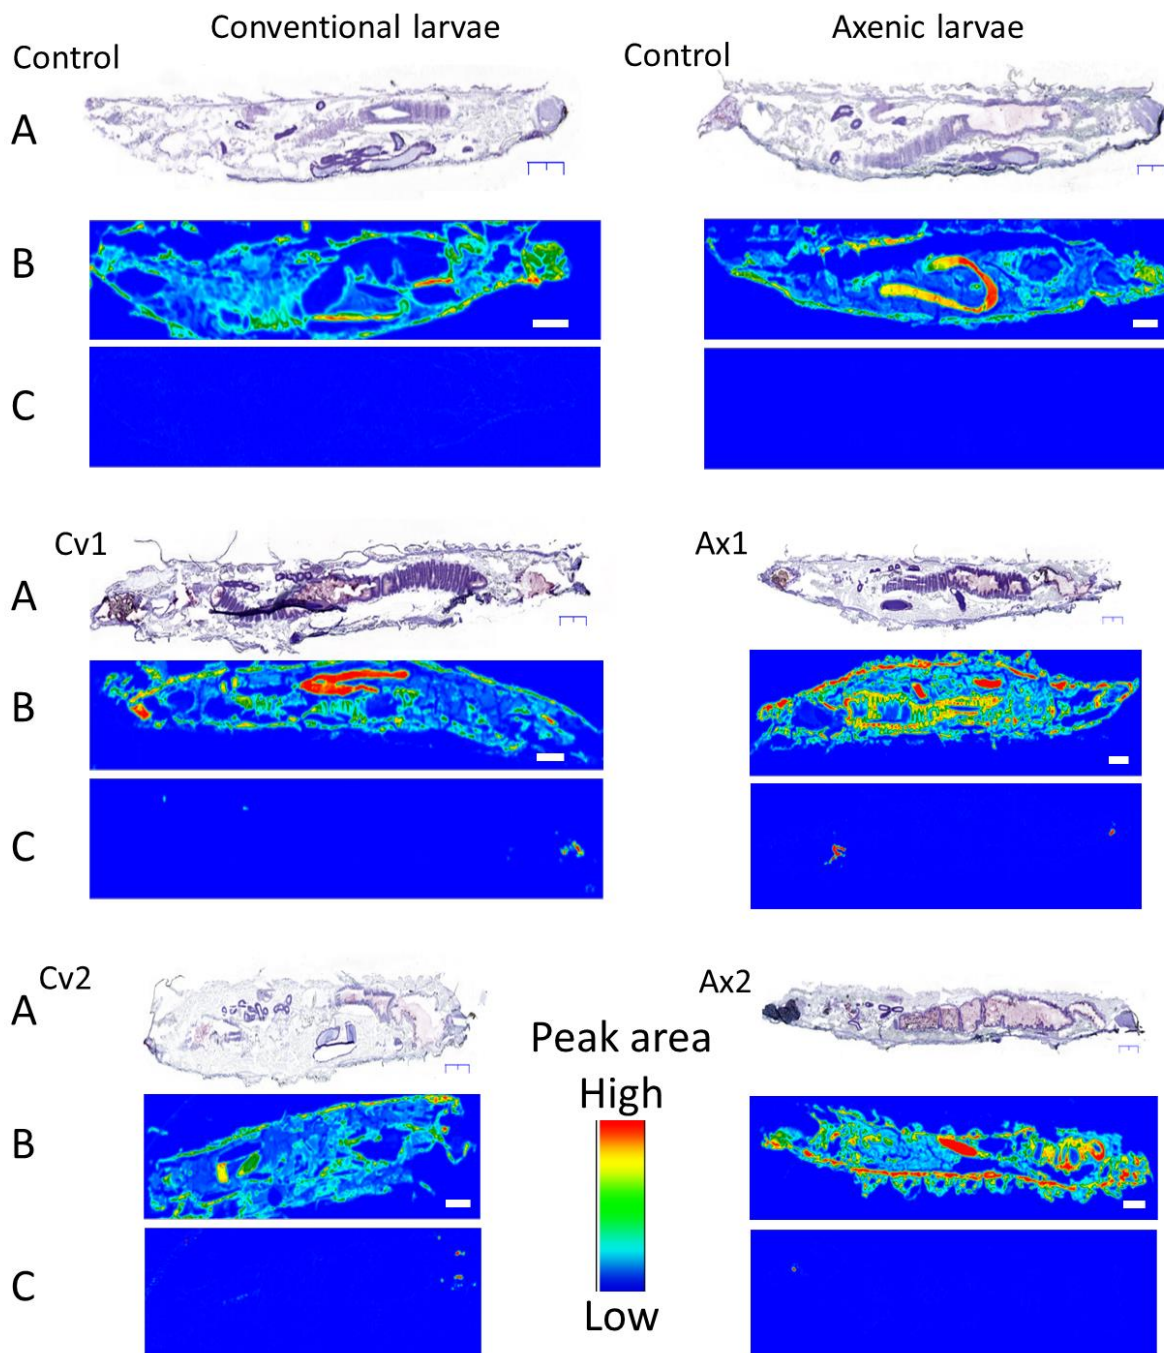 Conventional larvae
Axenic larvae
Control
Control
A
B
C
Cv1
Ax1
A
B
C
Cv2
Ax2
A
Peak area
High
B
C
Low